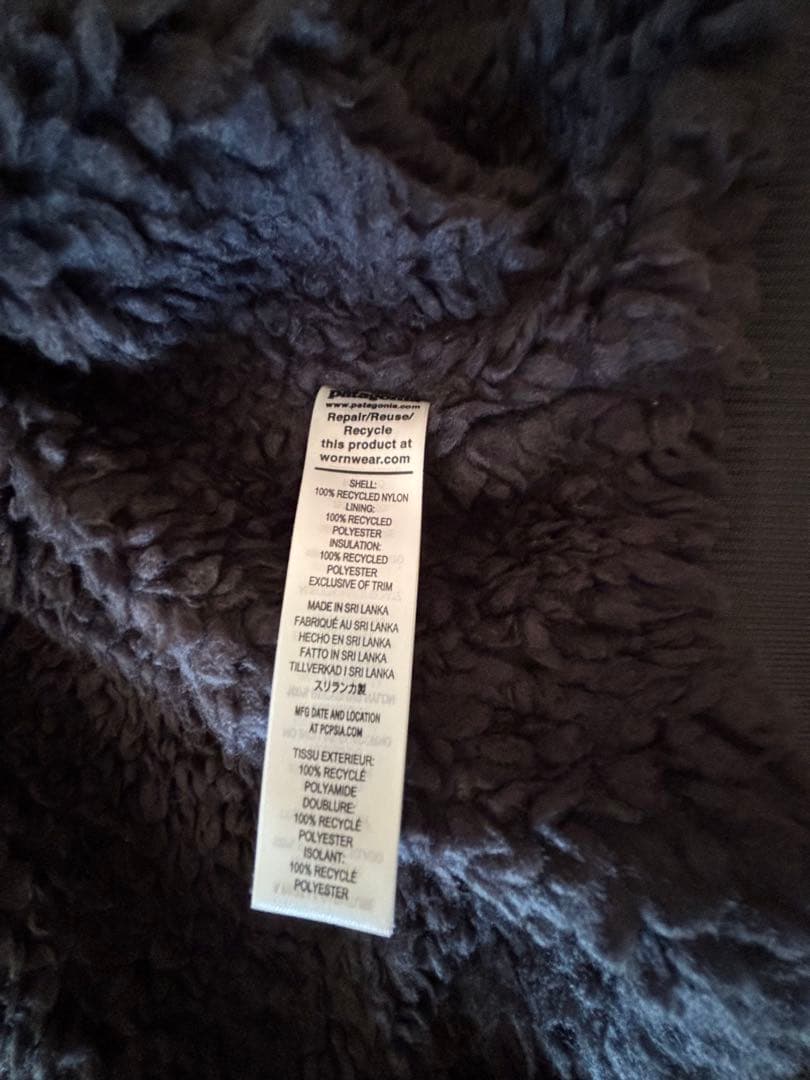 patagonia
www.patagonia.com
Repair/Reuse/
Recycle
this product at
wornwear.com
SHELL:
100% RECYCLED NYLON
LINING:
100% RECYCLED
POLYESTER
INSULATION:
100% RECYCLED
POLYESTER
EXCLUSIVE OF TRIM
MADE IN SRI LANKA
FABRIQUÉ AU SRI LANKA
HECHO EN SRI LANKA
FATTO IN SRI LANKA
TILLVERKAD I SRI LANKA
スリランカ製
MFG DATE AND LOCATION
AT PCPSIA.COM
TISSU EXTERIEUR:
100% RECYCLÉ
POLYAMIDE
DOUBLURE:
100% RECYCLÉ
POLYESTER
ISOLANT:
100% RECYCLÉ
POLYESTER